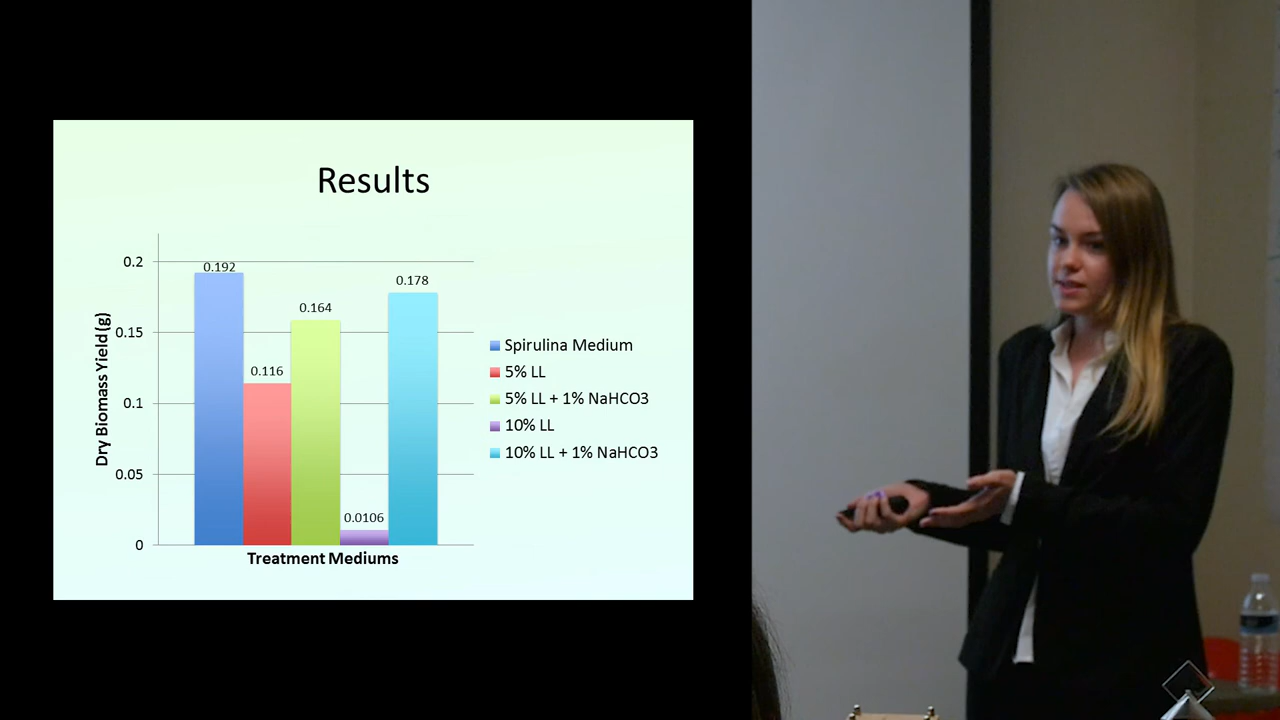 Results
Dry Biomass Yield(g)
0.2
0.15
0.1
0.05
0
0.192
0.116
0.164
0.0106
0.178
Treatment Mediums
Spirulina Medium
5% LL
5% LL + 1% NaHCO3
10% LL
10% LL + 1% NaHCO3